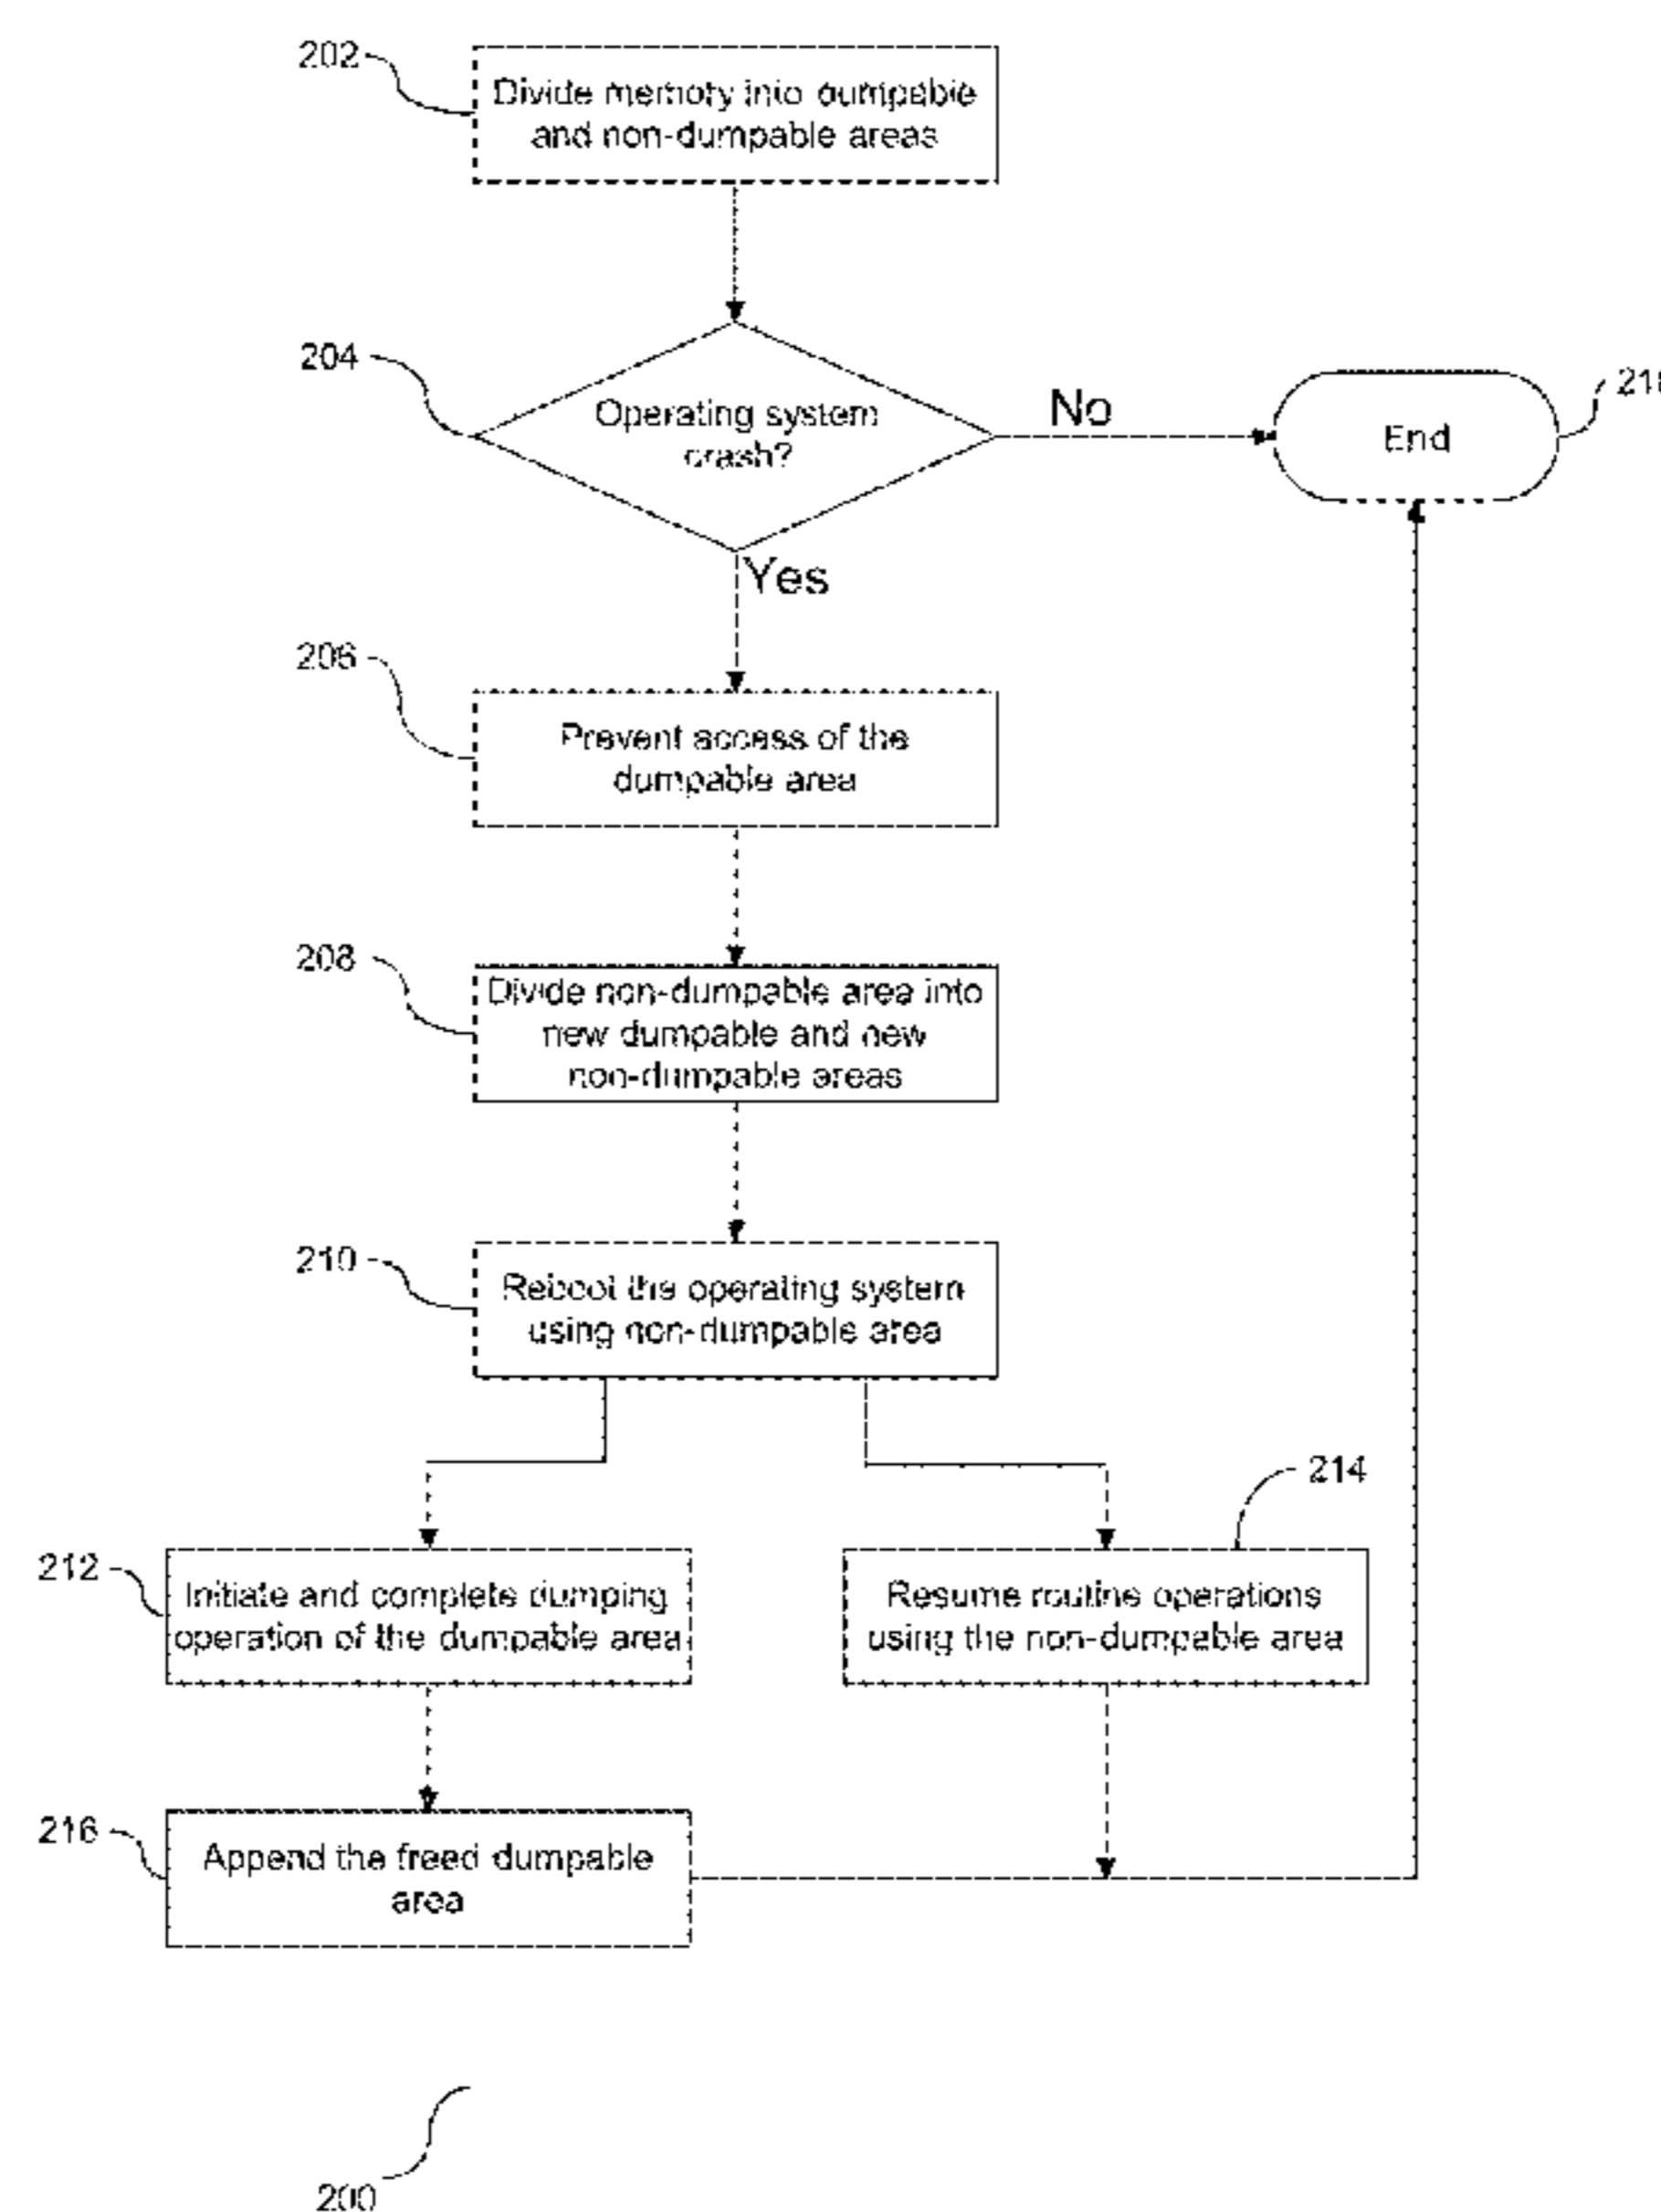 202
Divide memory into dumpable
and non-dumpable areas
204
Operating system
crash?
No
End
Yes
206
Prevent access of the
dumpable area
208
Divide non-dumpable area into
new dumpable and new
non-dumpable areas
210
Reboot the operating system
using non-dumpable area
214
212
Initiate and complete dumping
operation of the dumpable area
Resume routine operations
using the non-dumpable area
216
Append the freed dumpable
area
200